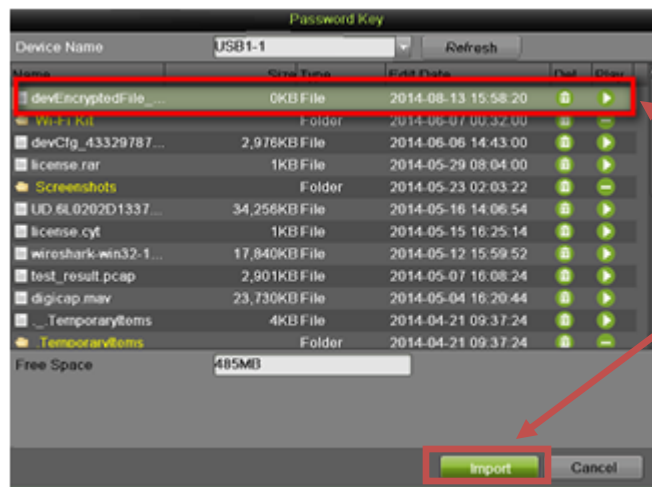 Password Key
Device Name USB1-1 Refresh
Name Size Type Edit Date Del Play
devEncryptedFile_... 0KB File 2014-08-13 15:58:20
Wi-Fi Kit Folder 2014-06-07 00:32:00
devCfg_43329787... 2,976KB File 2014-06-06 14:43:00
license.rar 1KB File 2014-05-29 08:04:00
Screenshots Folder 2014-05-23 02:03:22
UD.6L0202D1337... 34,256KB File 2014-05-16 14:06:54
license.cyt 1KB File 2014-05-15 16:25:14
wireshark-win32-1... 17,840KB File 2014-05-12 15:59:52
test_result.pcap 2,901KB File 2014-05-07 16:08:24
digicap.mav 23,730KB File 2014-05-04 16:20:44
._.TemporaryItems 4KB File 2014-04-21 09:37:24
.TemporaryItems Folder 2014-04-21 09:37:24
Free Space 485MB
Import Cancel